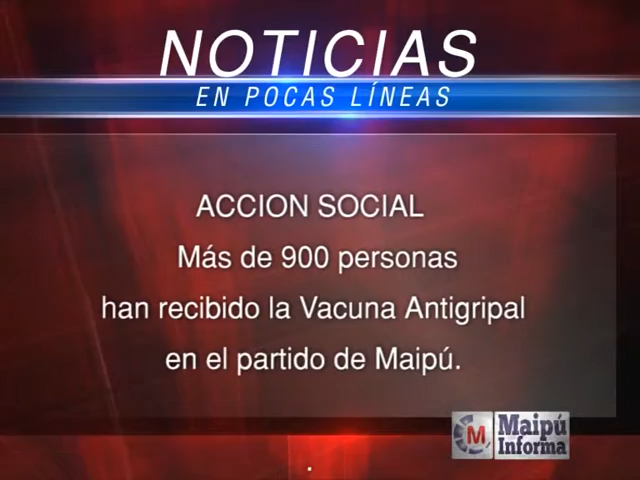 NOTICIAS
EN POCAS LÍNEAS
ACCION SOCIAL
Más de 900 personas
han recibido la Vacuna Antigripal
en el partido de Maipú.
M Maipú
Informa
.